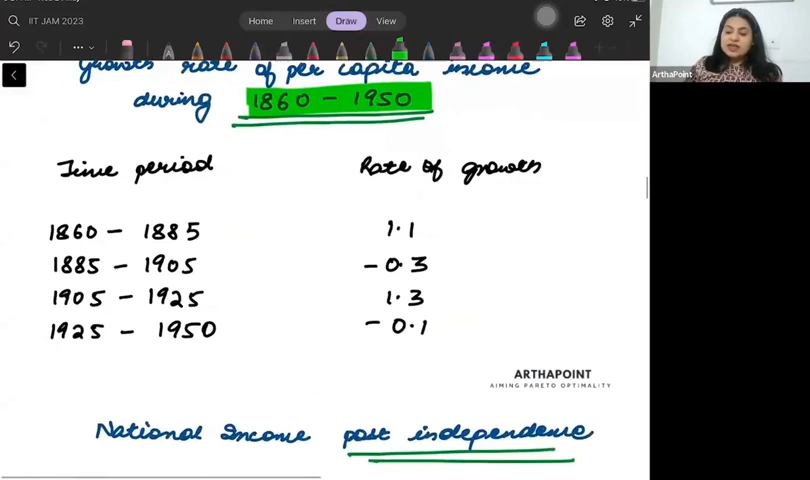 IIT JAM 2023
Home Insert Draw View
ArthaPoint
Growth rate of per capita income
during 1860 - 1950
Time period Rate of growth
1860 - 1885 1.1
1885 - 1905 - 0.3
1905 - 1925 1.3
1925 - 1950 - 0.1
ARTHAPOINT
AIMING PARETO OPTIMALITY
National Income post independence